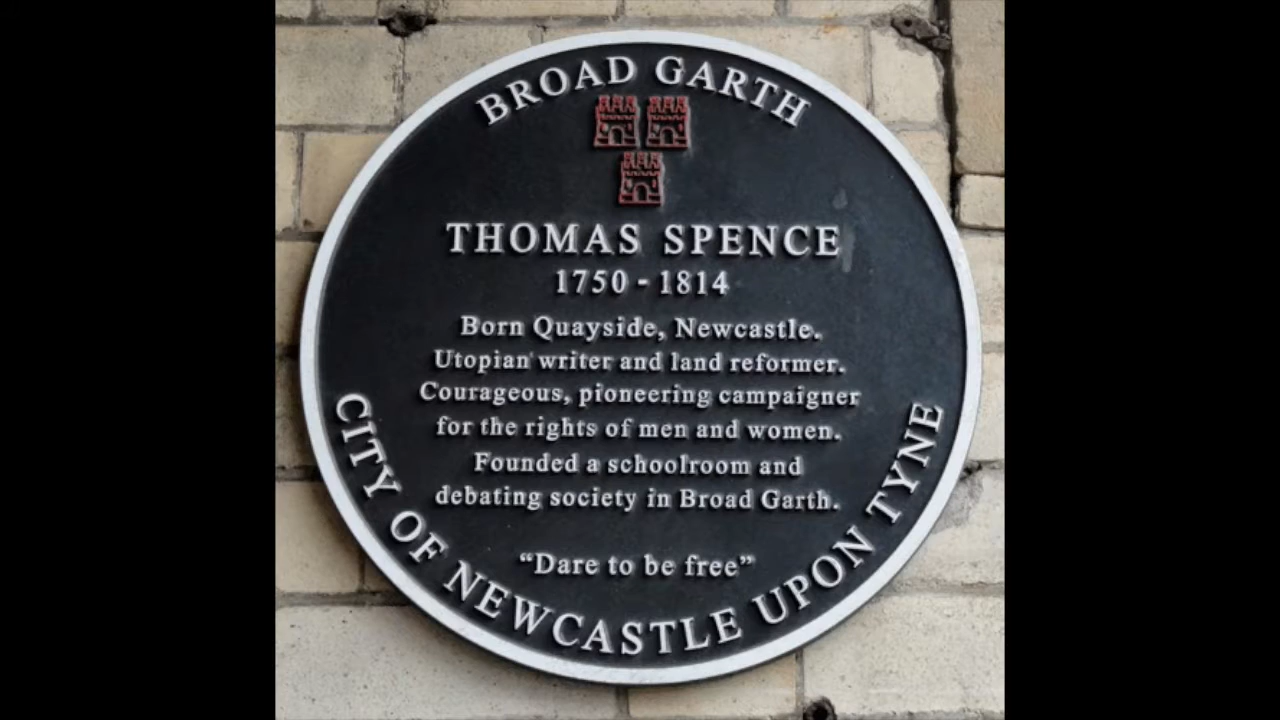 BROAD GARTH
THOMAS SPENCE
1750 - 1814
Born Quayside, Newcastle.
Utopian writer and land reformer.
Courageous, pioneering campaigner
for the rights of men and women.
Founded a schoolroom and
debating society in Broad Garth.
“Dare to be free”
CITY OF NEWCASTLE UPON TYNE